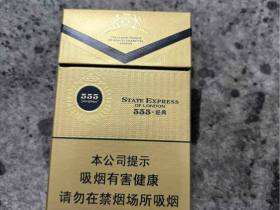 555
STATE EXPRESS
OF LONDON
555·经典
本公司提示
吸烟有害健康
请勿在禁烟场所吸烟